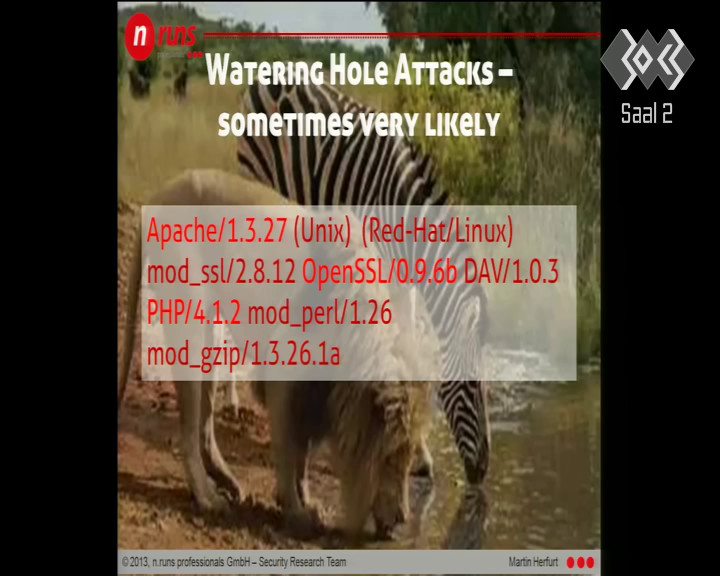 n runs
Watering Hole Attacks –
sometimes very likely
Saal 2
Apache/1.3.27 (Unix) (Red-Hat/Linux)
mod_ssl/2.8.12 OpenSSL/0.9.6b DAV/1.0.3
PHP/4.1.2 mod_perl/1.26
mod_gzip/1.3.26.1a
© 2013, n.runs professionals GmbH – Security Research Team
Martin Herfurt